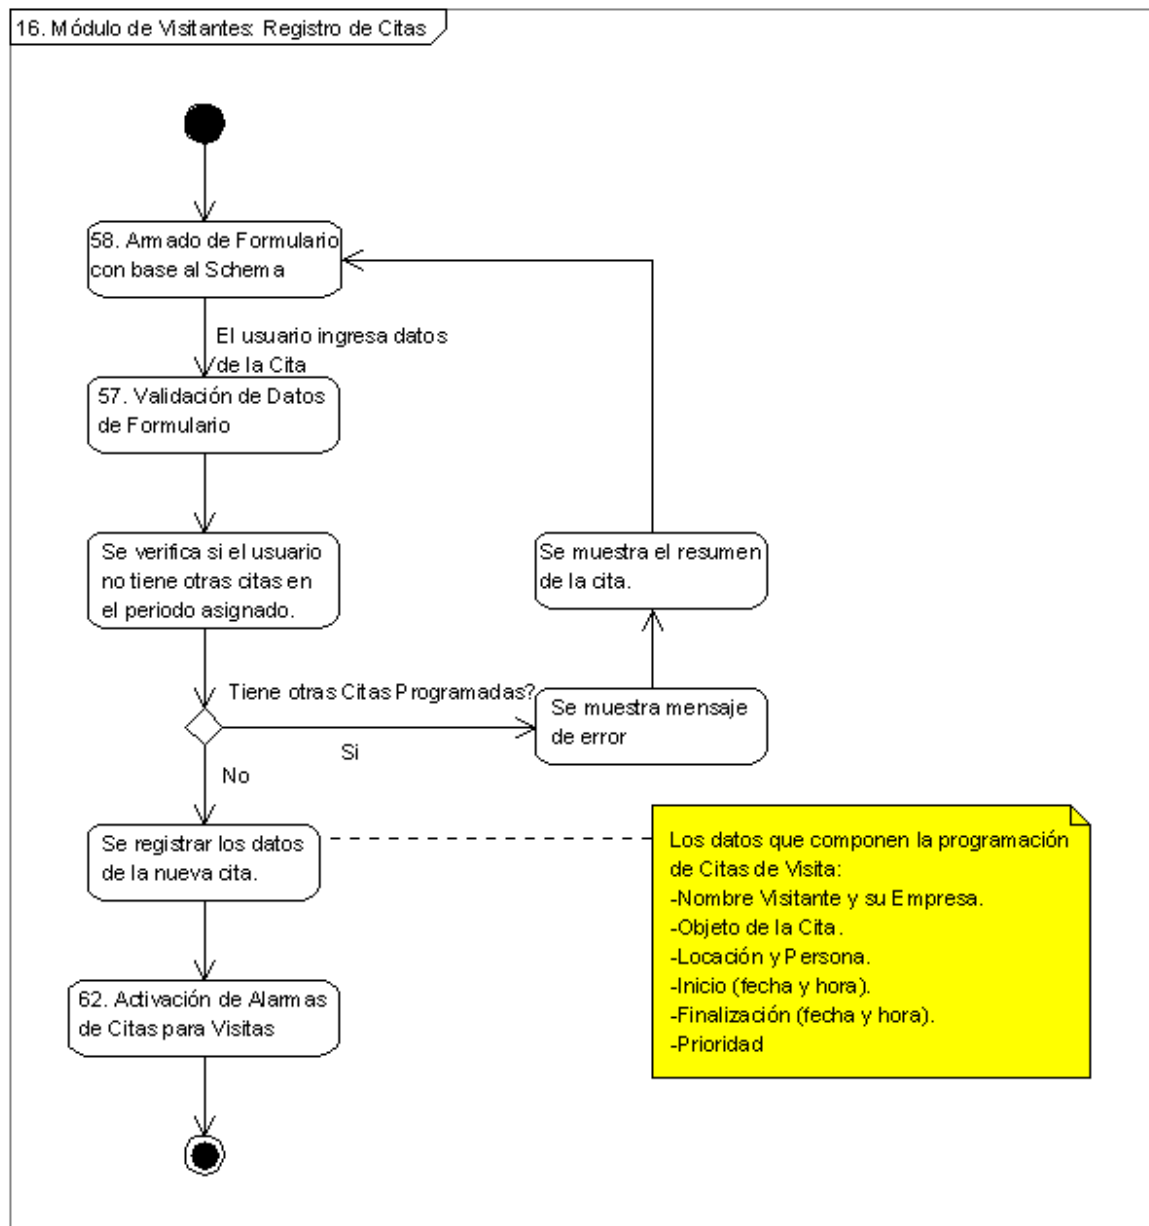 16. Módulo de Visitantes: Registro de Citas
58. Armado de Formulario
con base al Schema
El usuario ingresa datos
de la Cita
57. Validación de Datos
de Formulario
Se verifica si el usuario
no tiene otras citas en
el periodo asignado.
Se muestra el resumen
de la cita.
Tiene otras Citas Programadas?
Se muestra mensaje
de error
Si
No
Se registrar los datos
de la nueva cita.
Los datos que componen la programación
de Citas de Visita:
-Nombre Visitante y su Empresa.
-Objeto de la Cita.
-Locación y Persona.
-Inicio (fecha y hora).
-Finalización (fecha y hora).
-Prioridad
62. Activación de Alarmas
de Citas para Visitas